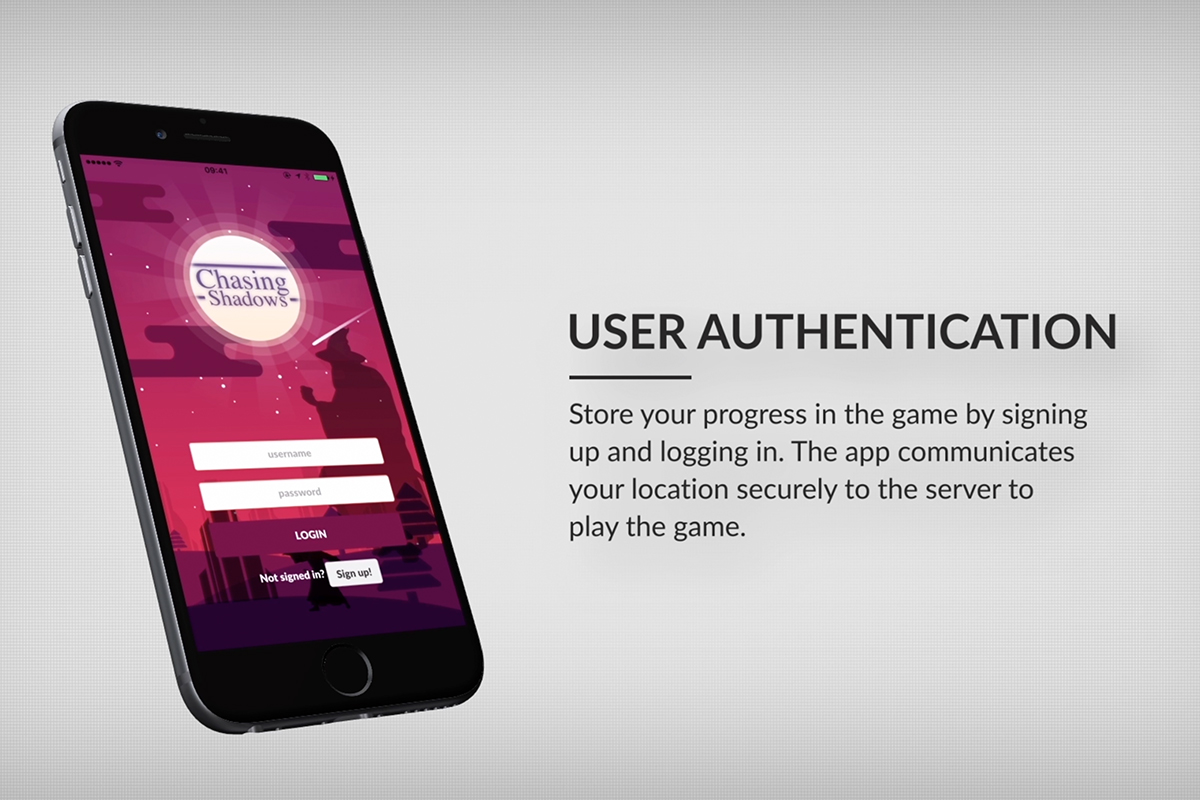 09:41
Chasing
Shadows
username
password
LOGIN
Not signed in? Sign up!
USER AUTHENTICATION
Store your progress in the game by signing
up and logging in. The app communicates
your location securely to the server to
play the game.